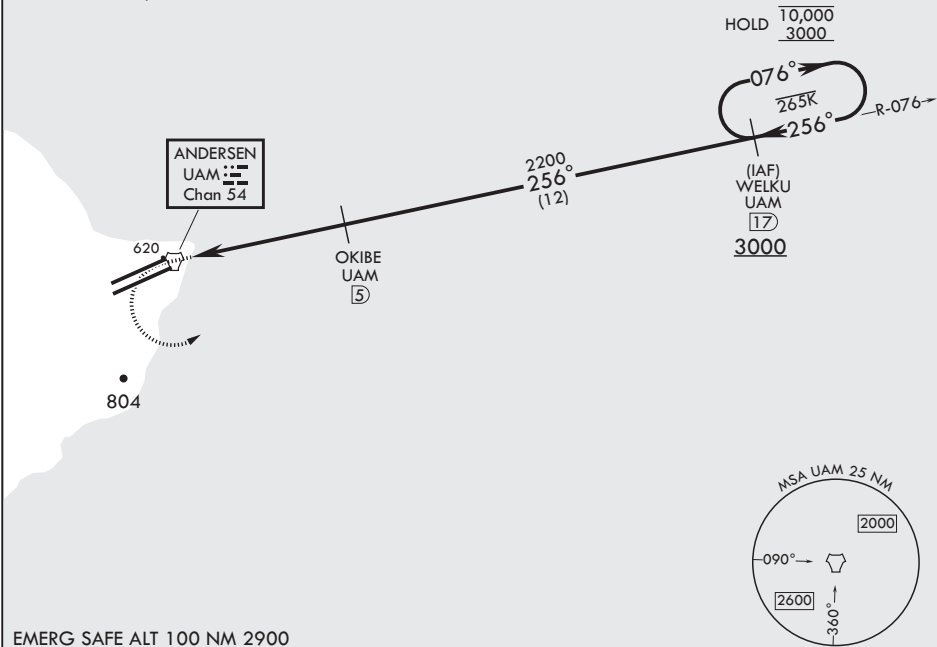 HOLD 10,000
3000
076°
265K
256°
R-076
ANDERSEN
UAM
Chan 54
2200
256°
(12)
(IAF)
WELKU
UAM
17
3000
620
OKIBE
UAM
5
804
MSA UAM 25 NM
2000
090°
2600
360°
EMERG SAFE ALT 100 NM 2900